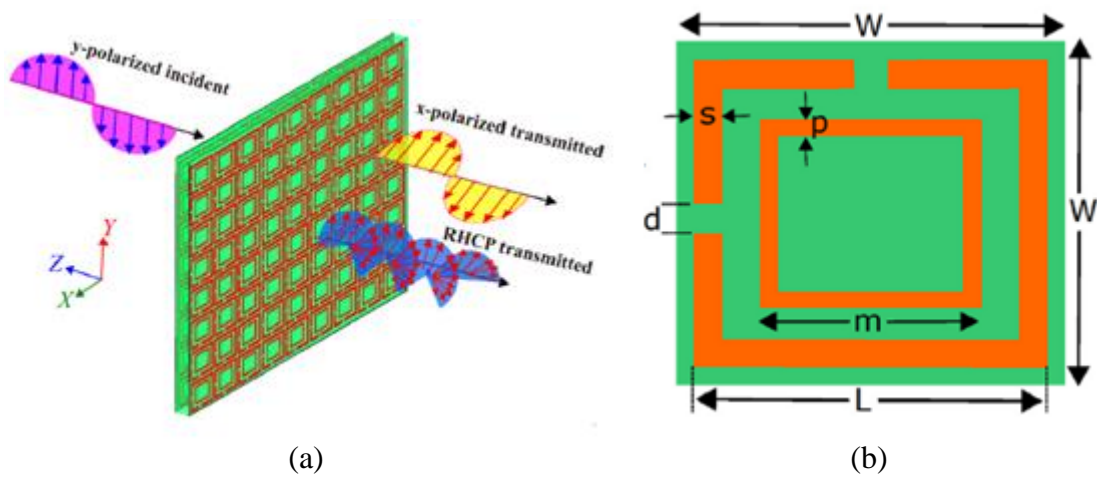 y-polarized incident
x-polarized transmitted
RHCP transmitted
Y
Z
X
W
s
p
d
W
m
L
(a)
(b)